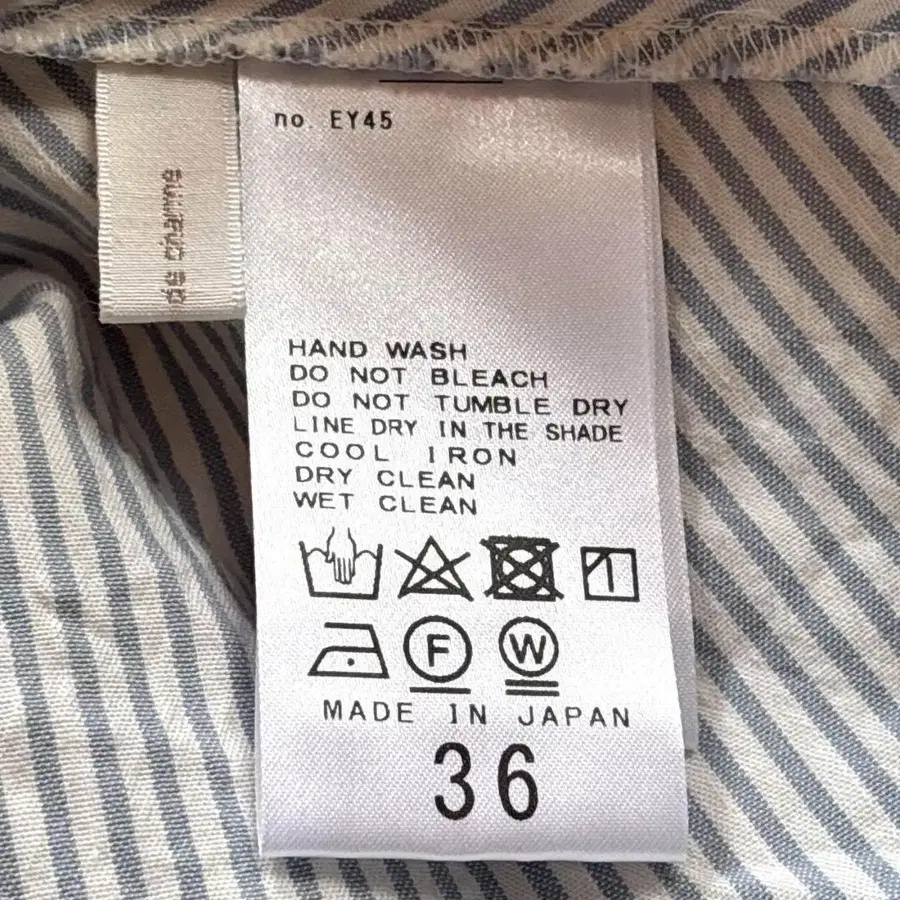 no. EY45
HAND WASH
DO NOT BLEACH
DO NOT TUMBLE DRY
LINE DRY IN THE SHADE
COOL IRON
DRY CLEAN
WET CLEAN
F W
MADE IN JAPAN
36